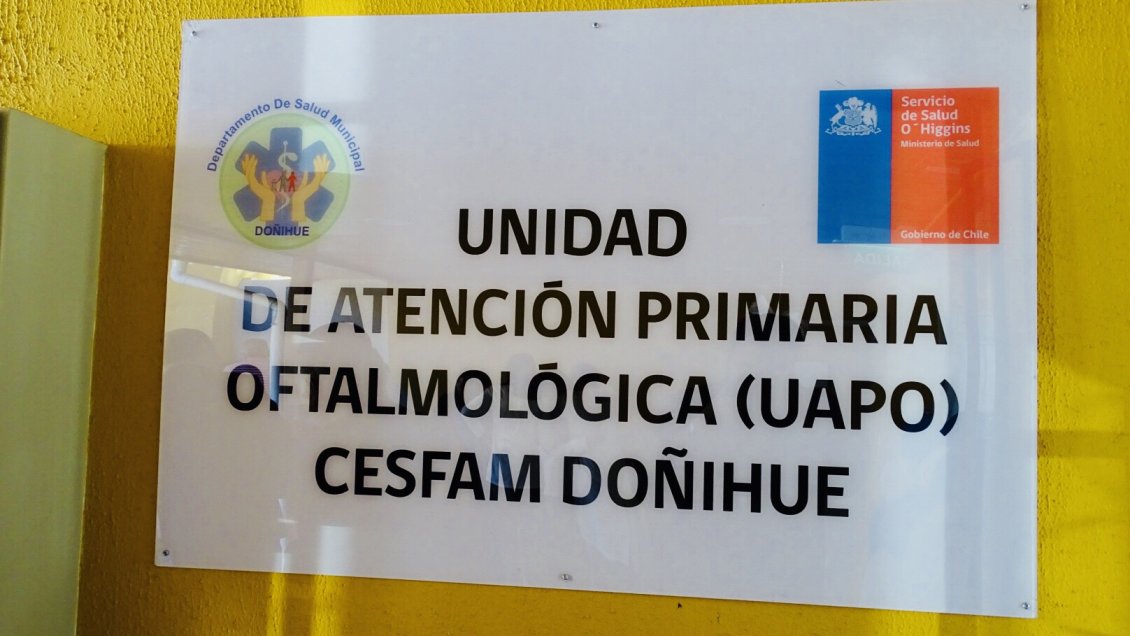 Departamento De Salud Municipal
DOÑIHUE
Servicio
de Salud
O´Higgins
Ministerio de Salud
Gobierno de Chile
UNIDAD
DE ATENCIÓN PRIMARIA
OFTALMOLÓGICA (UAPO)
CESFAM DOÑIHUE